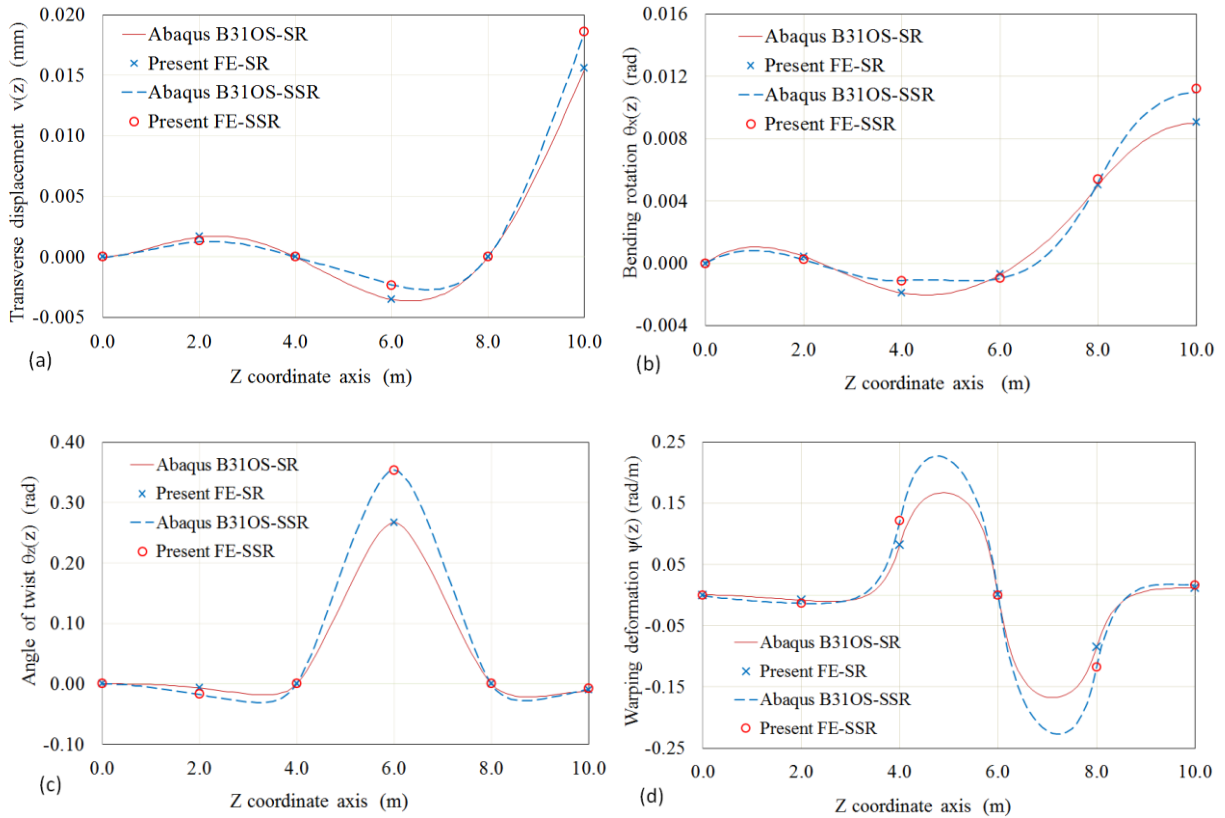 Transverse displacement v(z) (mm)
0.020
0.015
0.010
0.005
0.000
-0.005
Abaqus B31OS-SR
Present FE-SR
Abaqus B31OS-SSR
Present FE-SSR
0.0 2.0 4.0 6.0 8.0 10.0
(a)
Z coordinate axis (m)
Bending rotation θx(z) (rad)
0.016
0.012
0.008
0.004
0.000
-0.004
Abaqus B31OS-SR
Present FE-SR
Abaqus B31OS-SSR
Present FE-SSR
0.0 2.0 4.0 6.0 8.0 10.0
(b)
Z coordinate axis (m)
Angle of twist θz(z) (rad)
0.40
0.30
0.20
0.10
0.00
-0.10
Abaqus B31OS-SR
Present FE-SR
Abaqus B31OS-SSR
Present FE-SSR
0.0 2.0 4.0 6.0 8.0 10.0
(c)
Z coordinate axis (m)
Warping deformation ψ(z) (rad/m)
0.25
0.15
0.05
-0.05
-0.15
-0.25
Abaqus B31OS-SR
Present FE-SR
Abaqus B31OS-SSR
Present FE-SSR
0.0 2.0 4.0 6.0 8.0 10.0
(d)
Z coordinate axis (m)